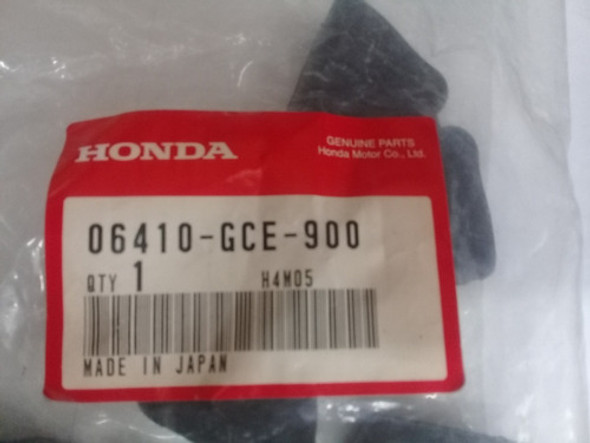 HONDA
GENUINE PARTS
Honda Motor Co., Ltd.
06410-GCE-900
QTY 1 H4M05
MADE IN JAPAN